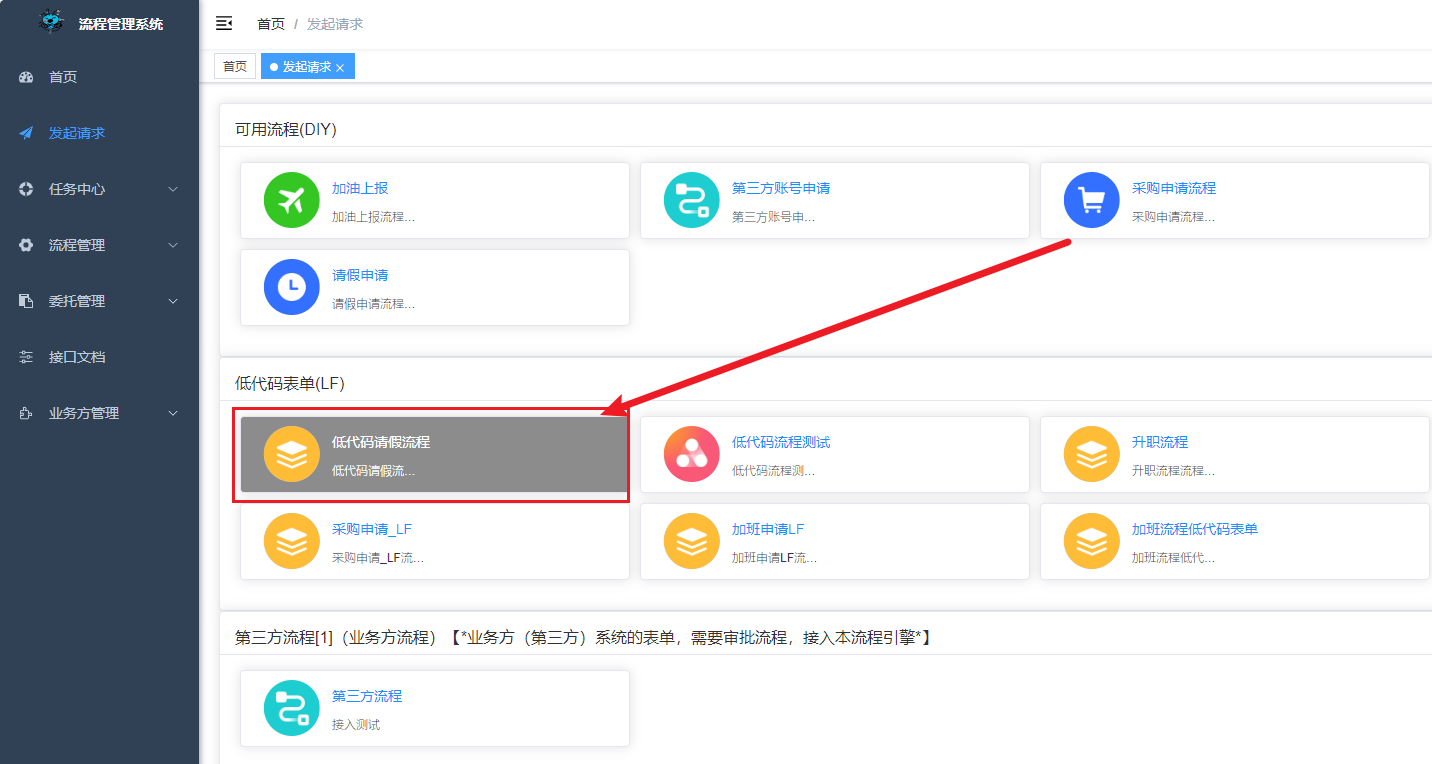 流程管理系统
首页
发起请求
任务中心
流程管理
委托管理
接口文档
业务方管理
首页 / 发起请求
首页
发起请求 ×
可用流程(DIY)
加油上报
加油上报流程...
第三方账号申请
第三方账号申...
采购申请流程
采购申请流程...
请假申请
请假申请流程...
低代码表单(LF)
低代码请假流程
低代码请假流...
低代码流程测试
低代码流程测...
升职流程
升职流程流程...
采购申请_LF
采购申请_LF流...
加班申请LF
加班申请LF流...
加班流程低代码表单
加班流程低代...
第三方流程[1]（业务方流程）【*业务方（第三方）系统的表单，需要审批流程，接入本流程引擎*】
第三方流程
接入测试